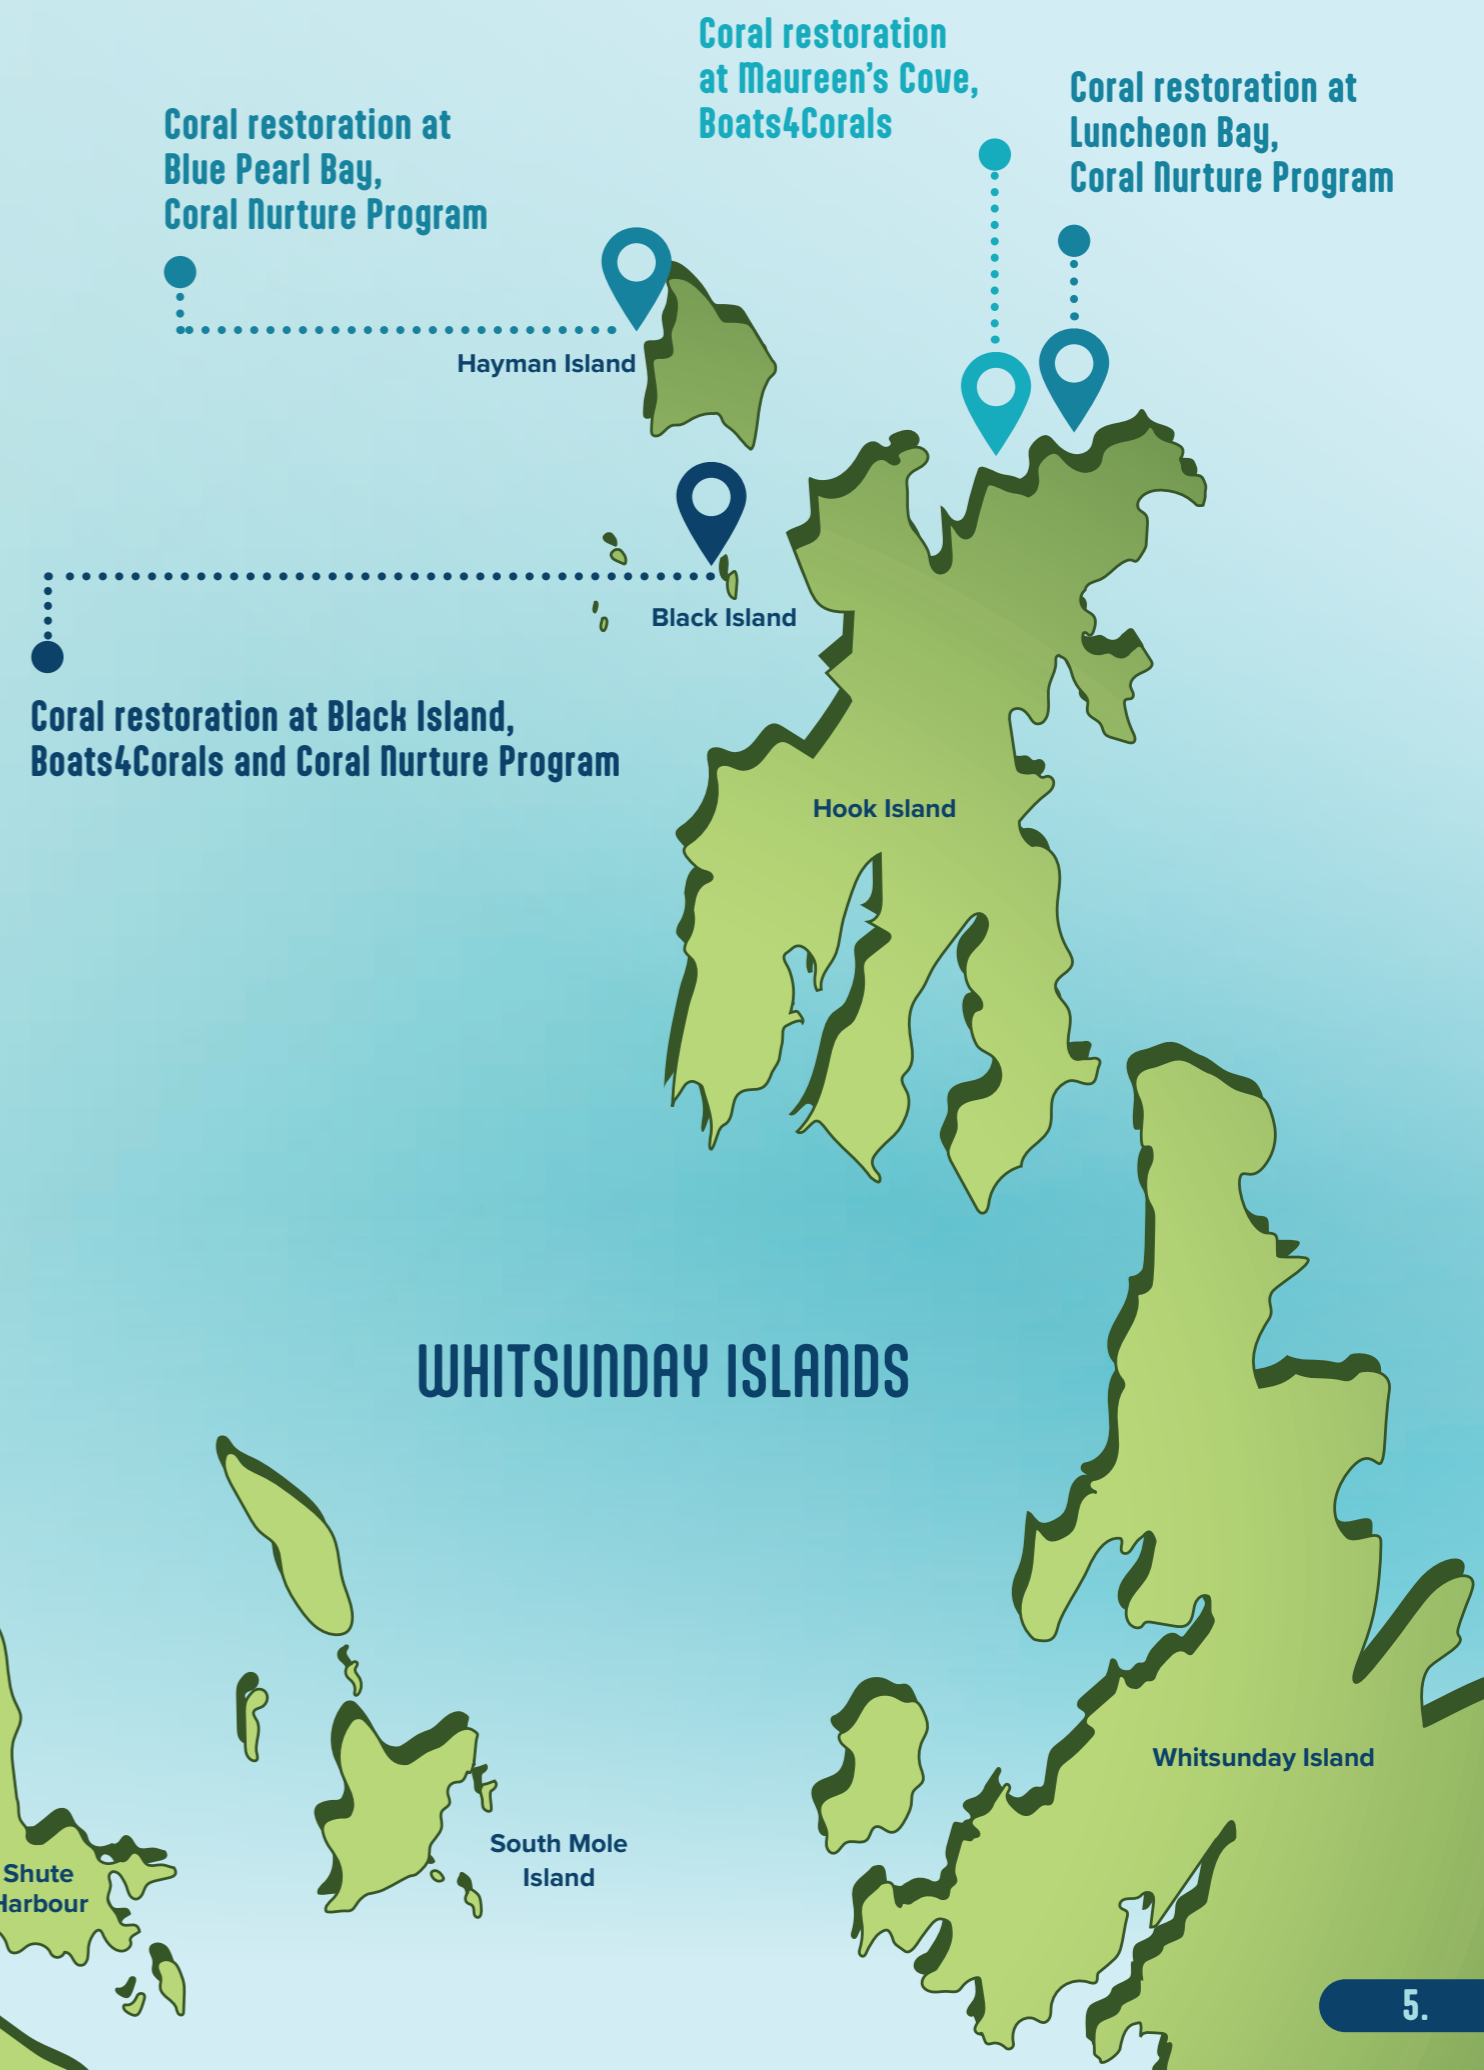 Coral restoration
at Maureen's Cove,
Boats4Corals
Coral restoration at
Luncheon Bay,
Coral Nurture Program
Coral restoration at
Blue Pearl Bay,
Coral Nurture Program
Hayman Island
Black Island
Coral restoration at Black Island,
Boats4Corals and Coral Nurture Program
Hook Island
WHITSUNDAY ISLANDS
Whitsunday Island
South Mole
Island
Shute
Harbour
5.